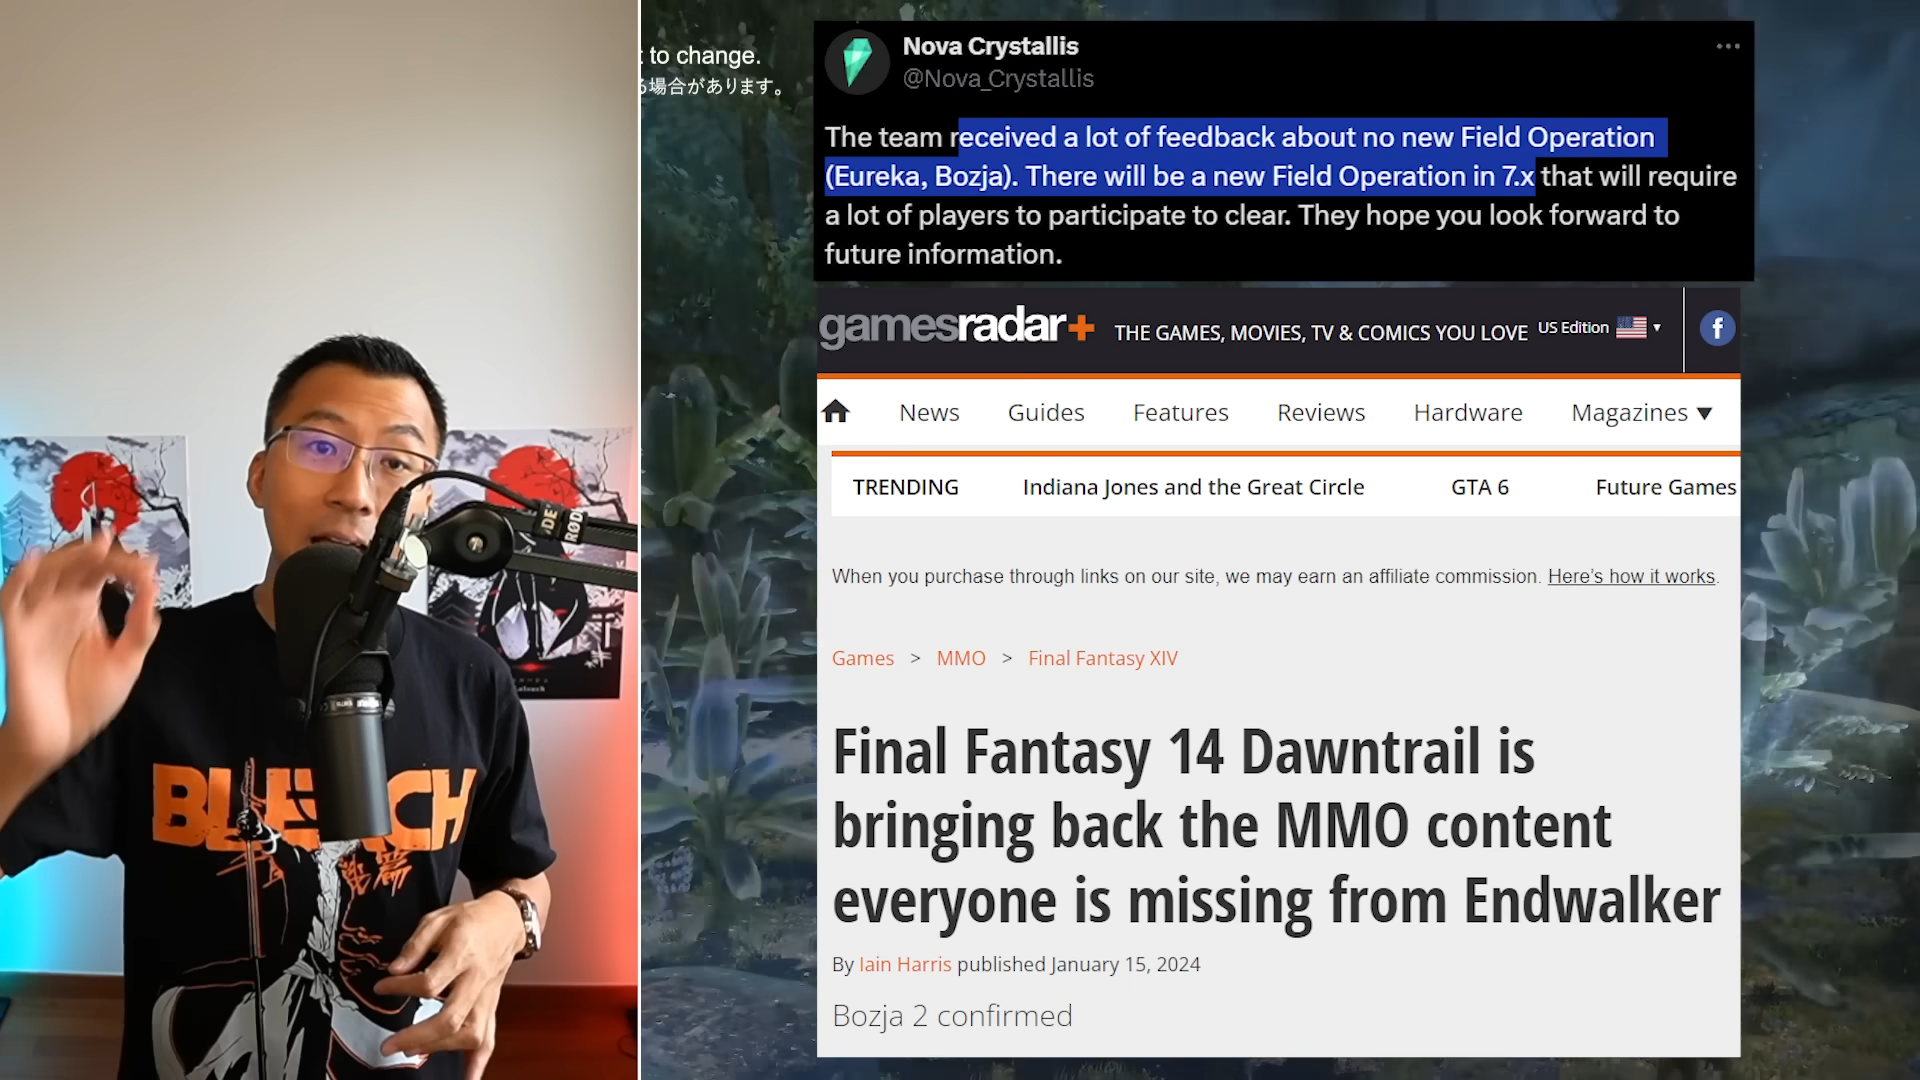 to change.
場合があります。
Nova Crystallis
@Nova_Crystallis
The team received a lot of feedback about no new Field Operation
(Eureka, Bozja). There will be a new Field Operation in 7.x that will require
a lot of players to participate to clear. They hope you look forward to
future information.
gamesradar+ THE GAMES, MOVIES, TV & COMICS YOU LOVE US Edition
News Guides Features Reviews Hardware Magazines
TRENDING Indiana Jones and the Great Circle GTA 6 Future Games
When you purchase through links on our site, we may earn an affiliate commission. Here's how it works.
Games > MMO > Final Fantasy XIV
Final Fantasy 14 Dawntrail is
bringing back the MMO content
everyone is missing from Endwalker
By Iain Harris published January 15, 2024
Bozja 2 confirmed
RØDE
BLEACH